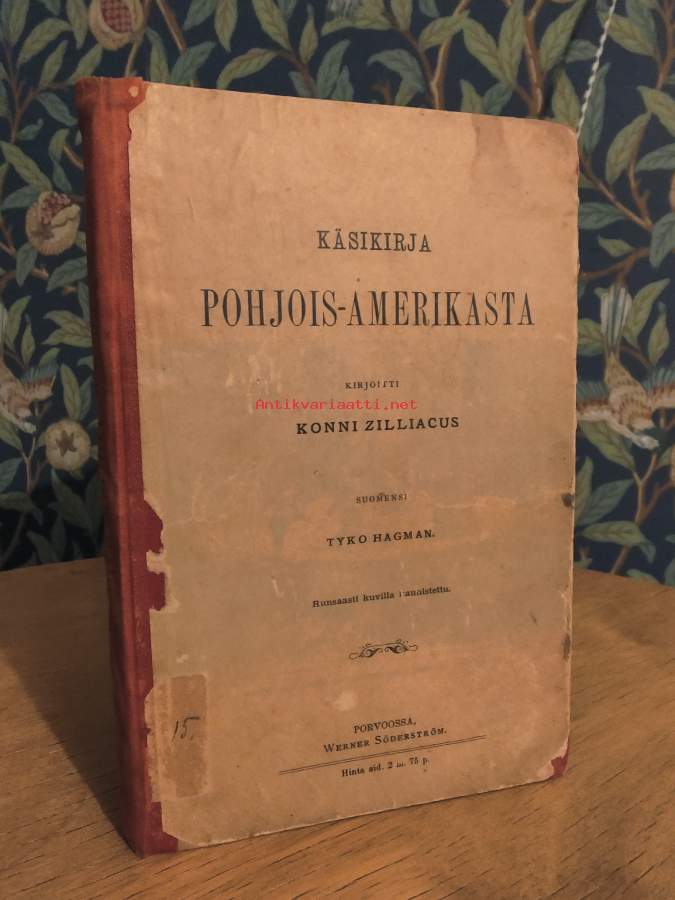 KÄSIKIRJA
POHJOIS-AMERIKASTA
KIRJOITTI
Antikvariaatti.net
KONNI ZILLIACUS
SUOMENSI
TYKO HAGMAN.
Runsaasti kuvilla
15.
PORVOOSSA,
WERNER SÖDERSTRÖM.
Hinta sid. 2 m. 75 p.